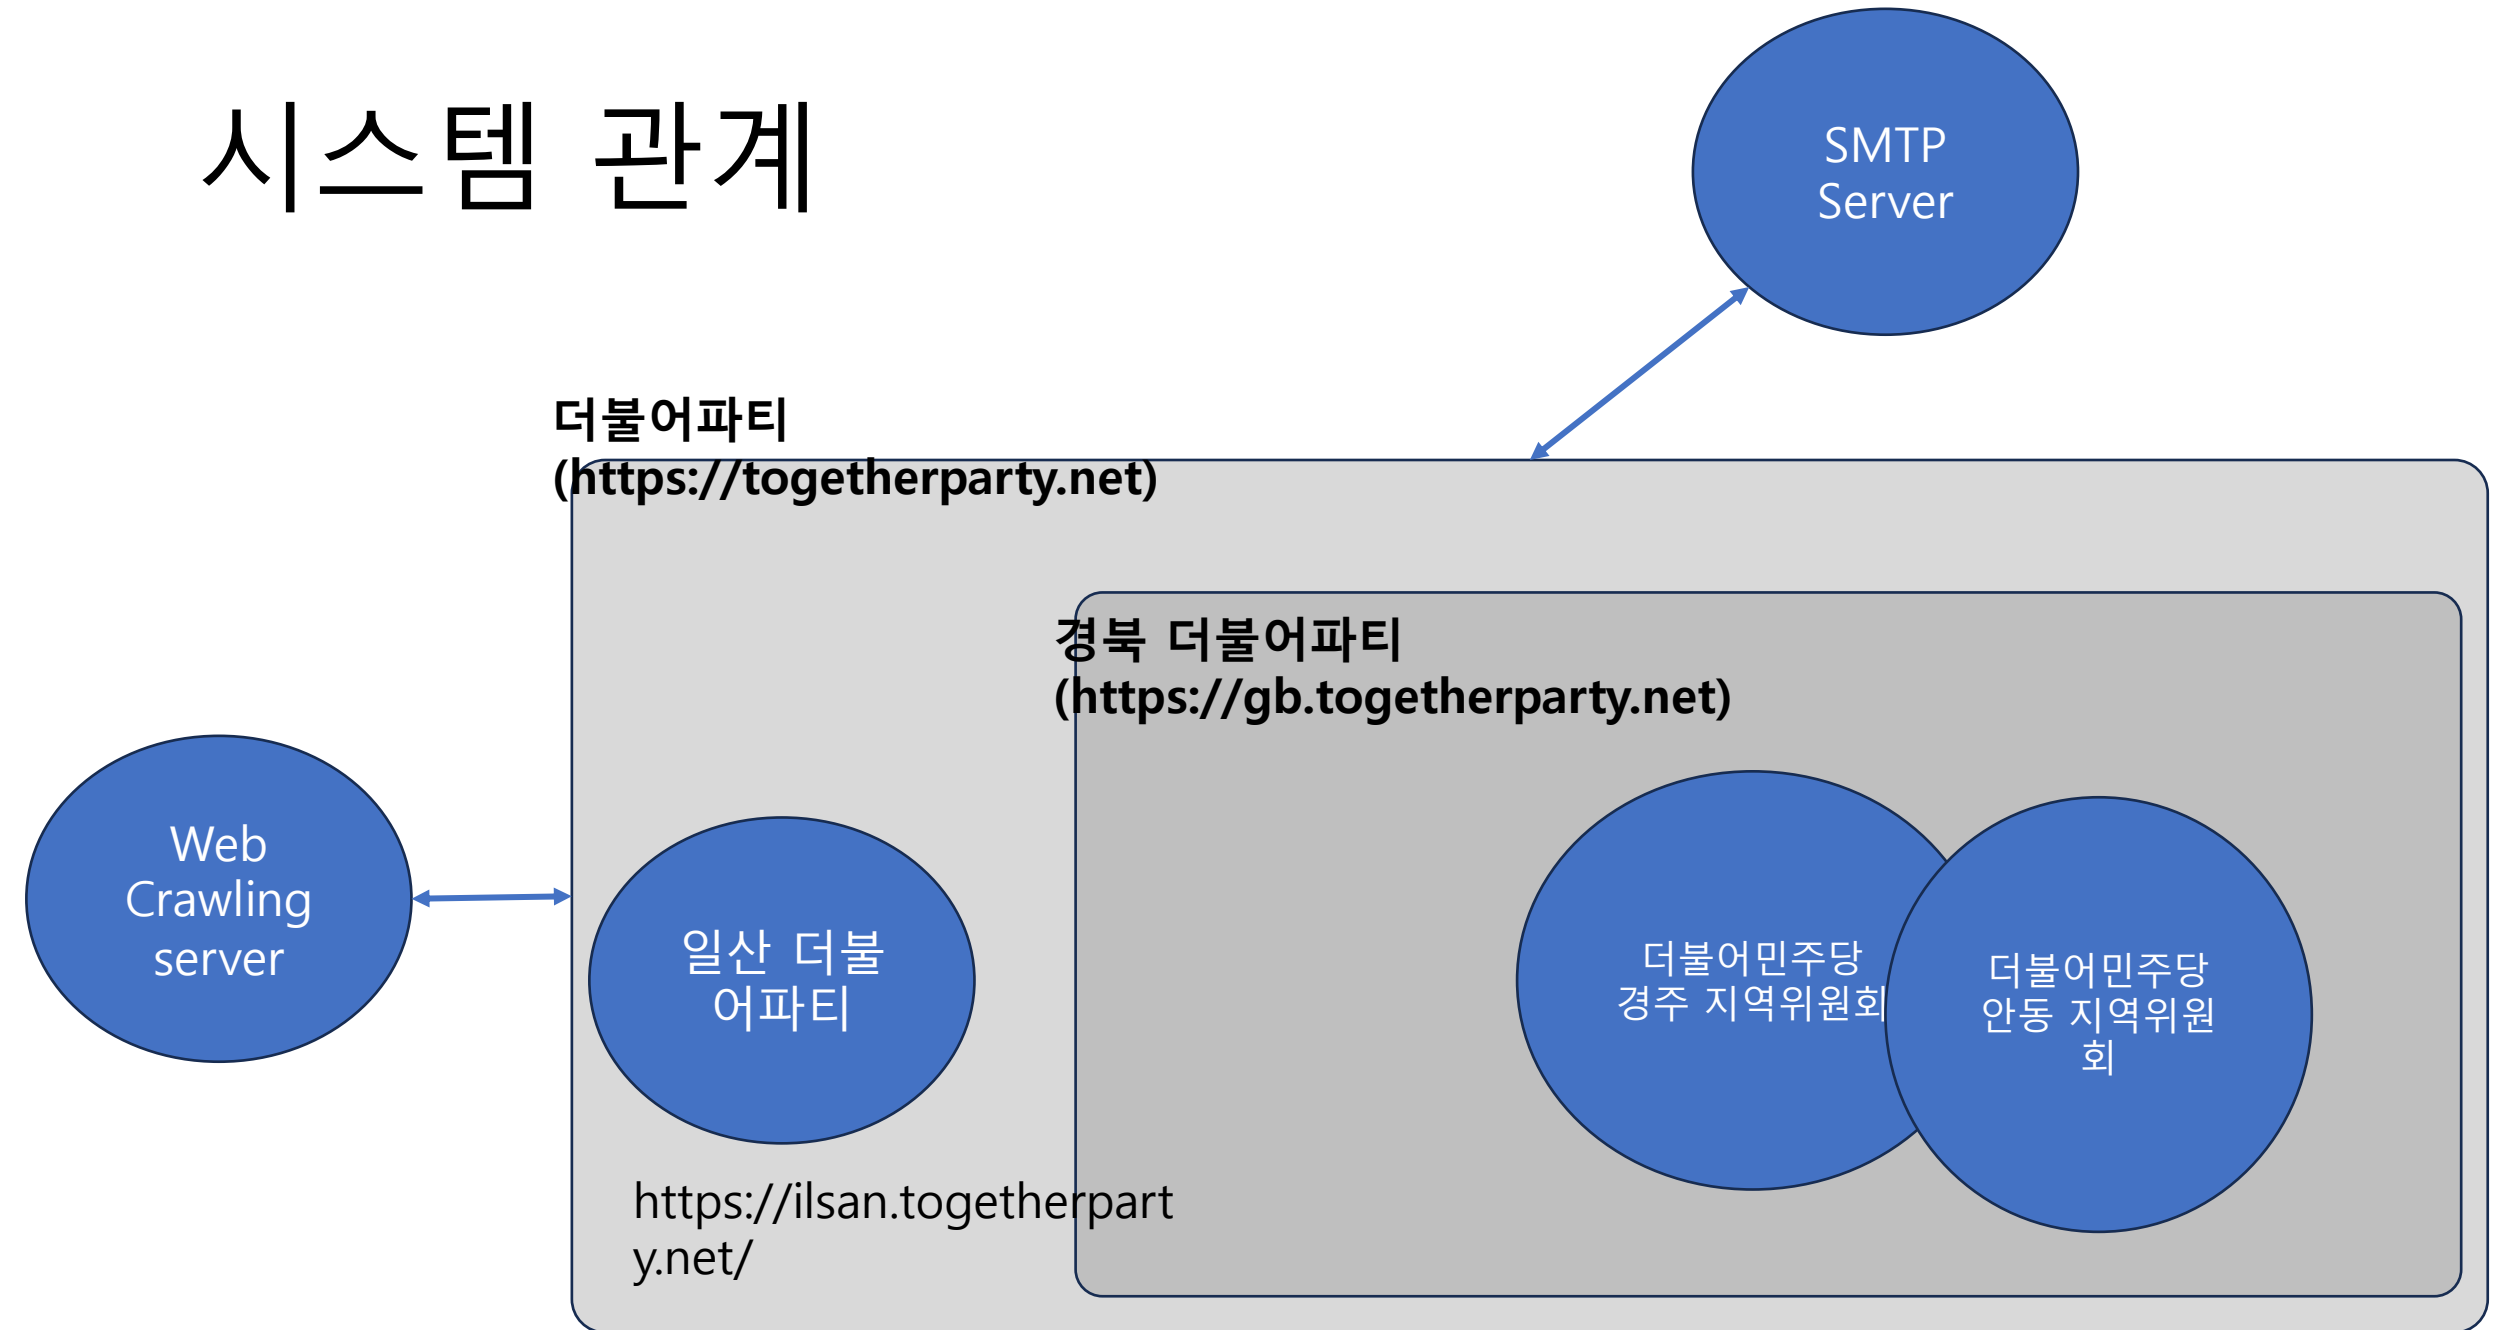 시스템 관계
SMTP
Server
더불어파티
(https://togetherparty.net)
경북 더불어파티
(https://gb.togetherparty.net)
Web
Crawling
server
일산 더불
어파티
더불어민주당
경주 지역위원회
더불어민주당
안동 지역위원
회
https://ilsan.togetherpart
y.net/